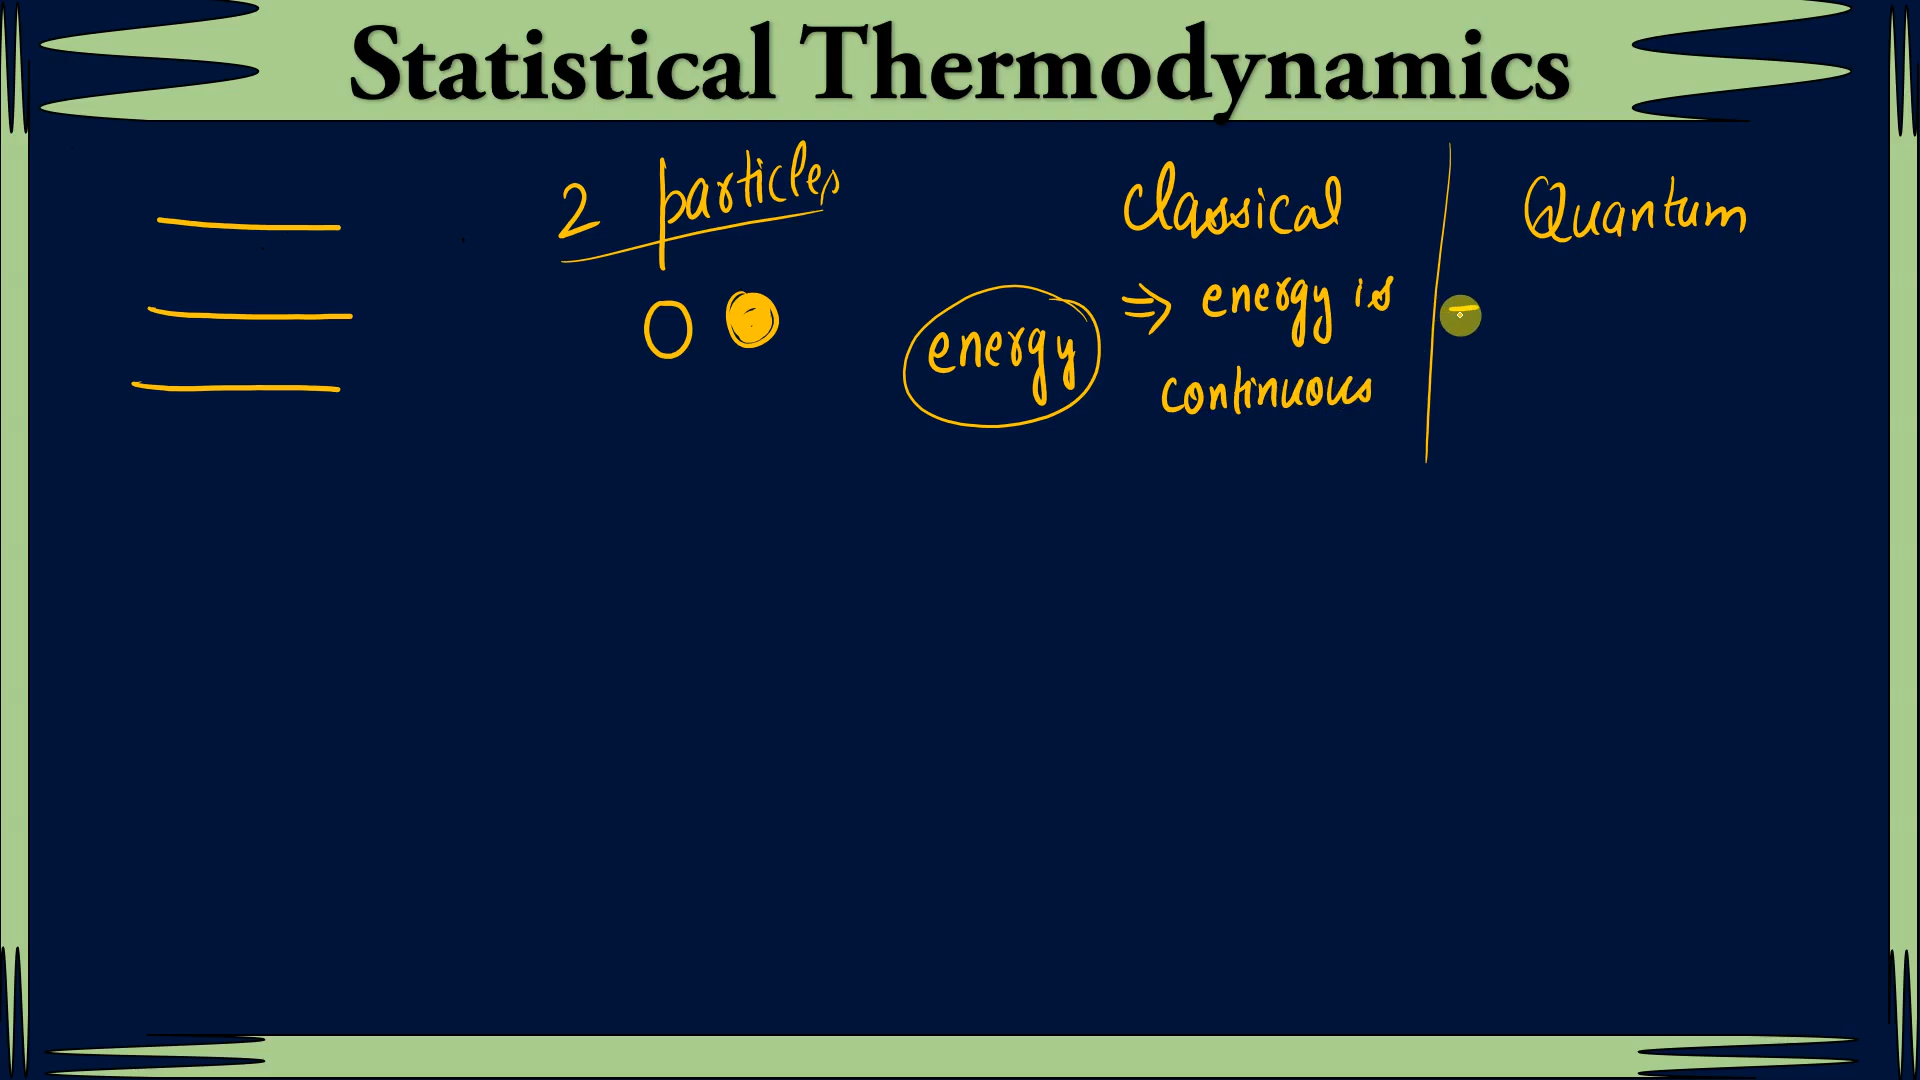 Statistical Thermodynamics
2 particles
Classical
Quantum
energy
⇒ energy is
continuous